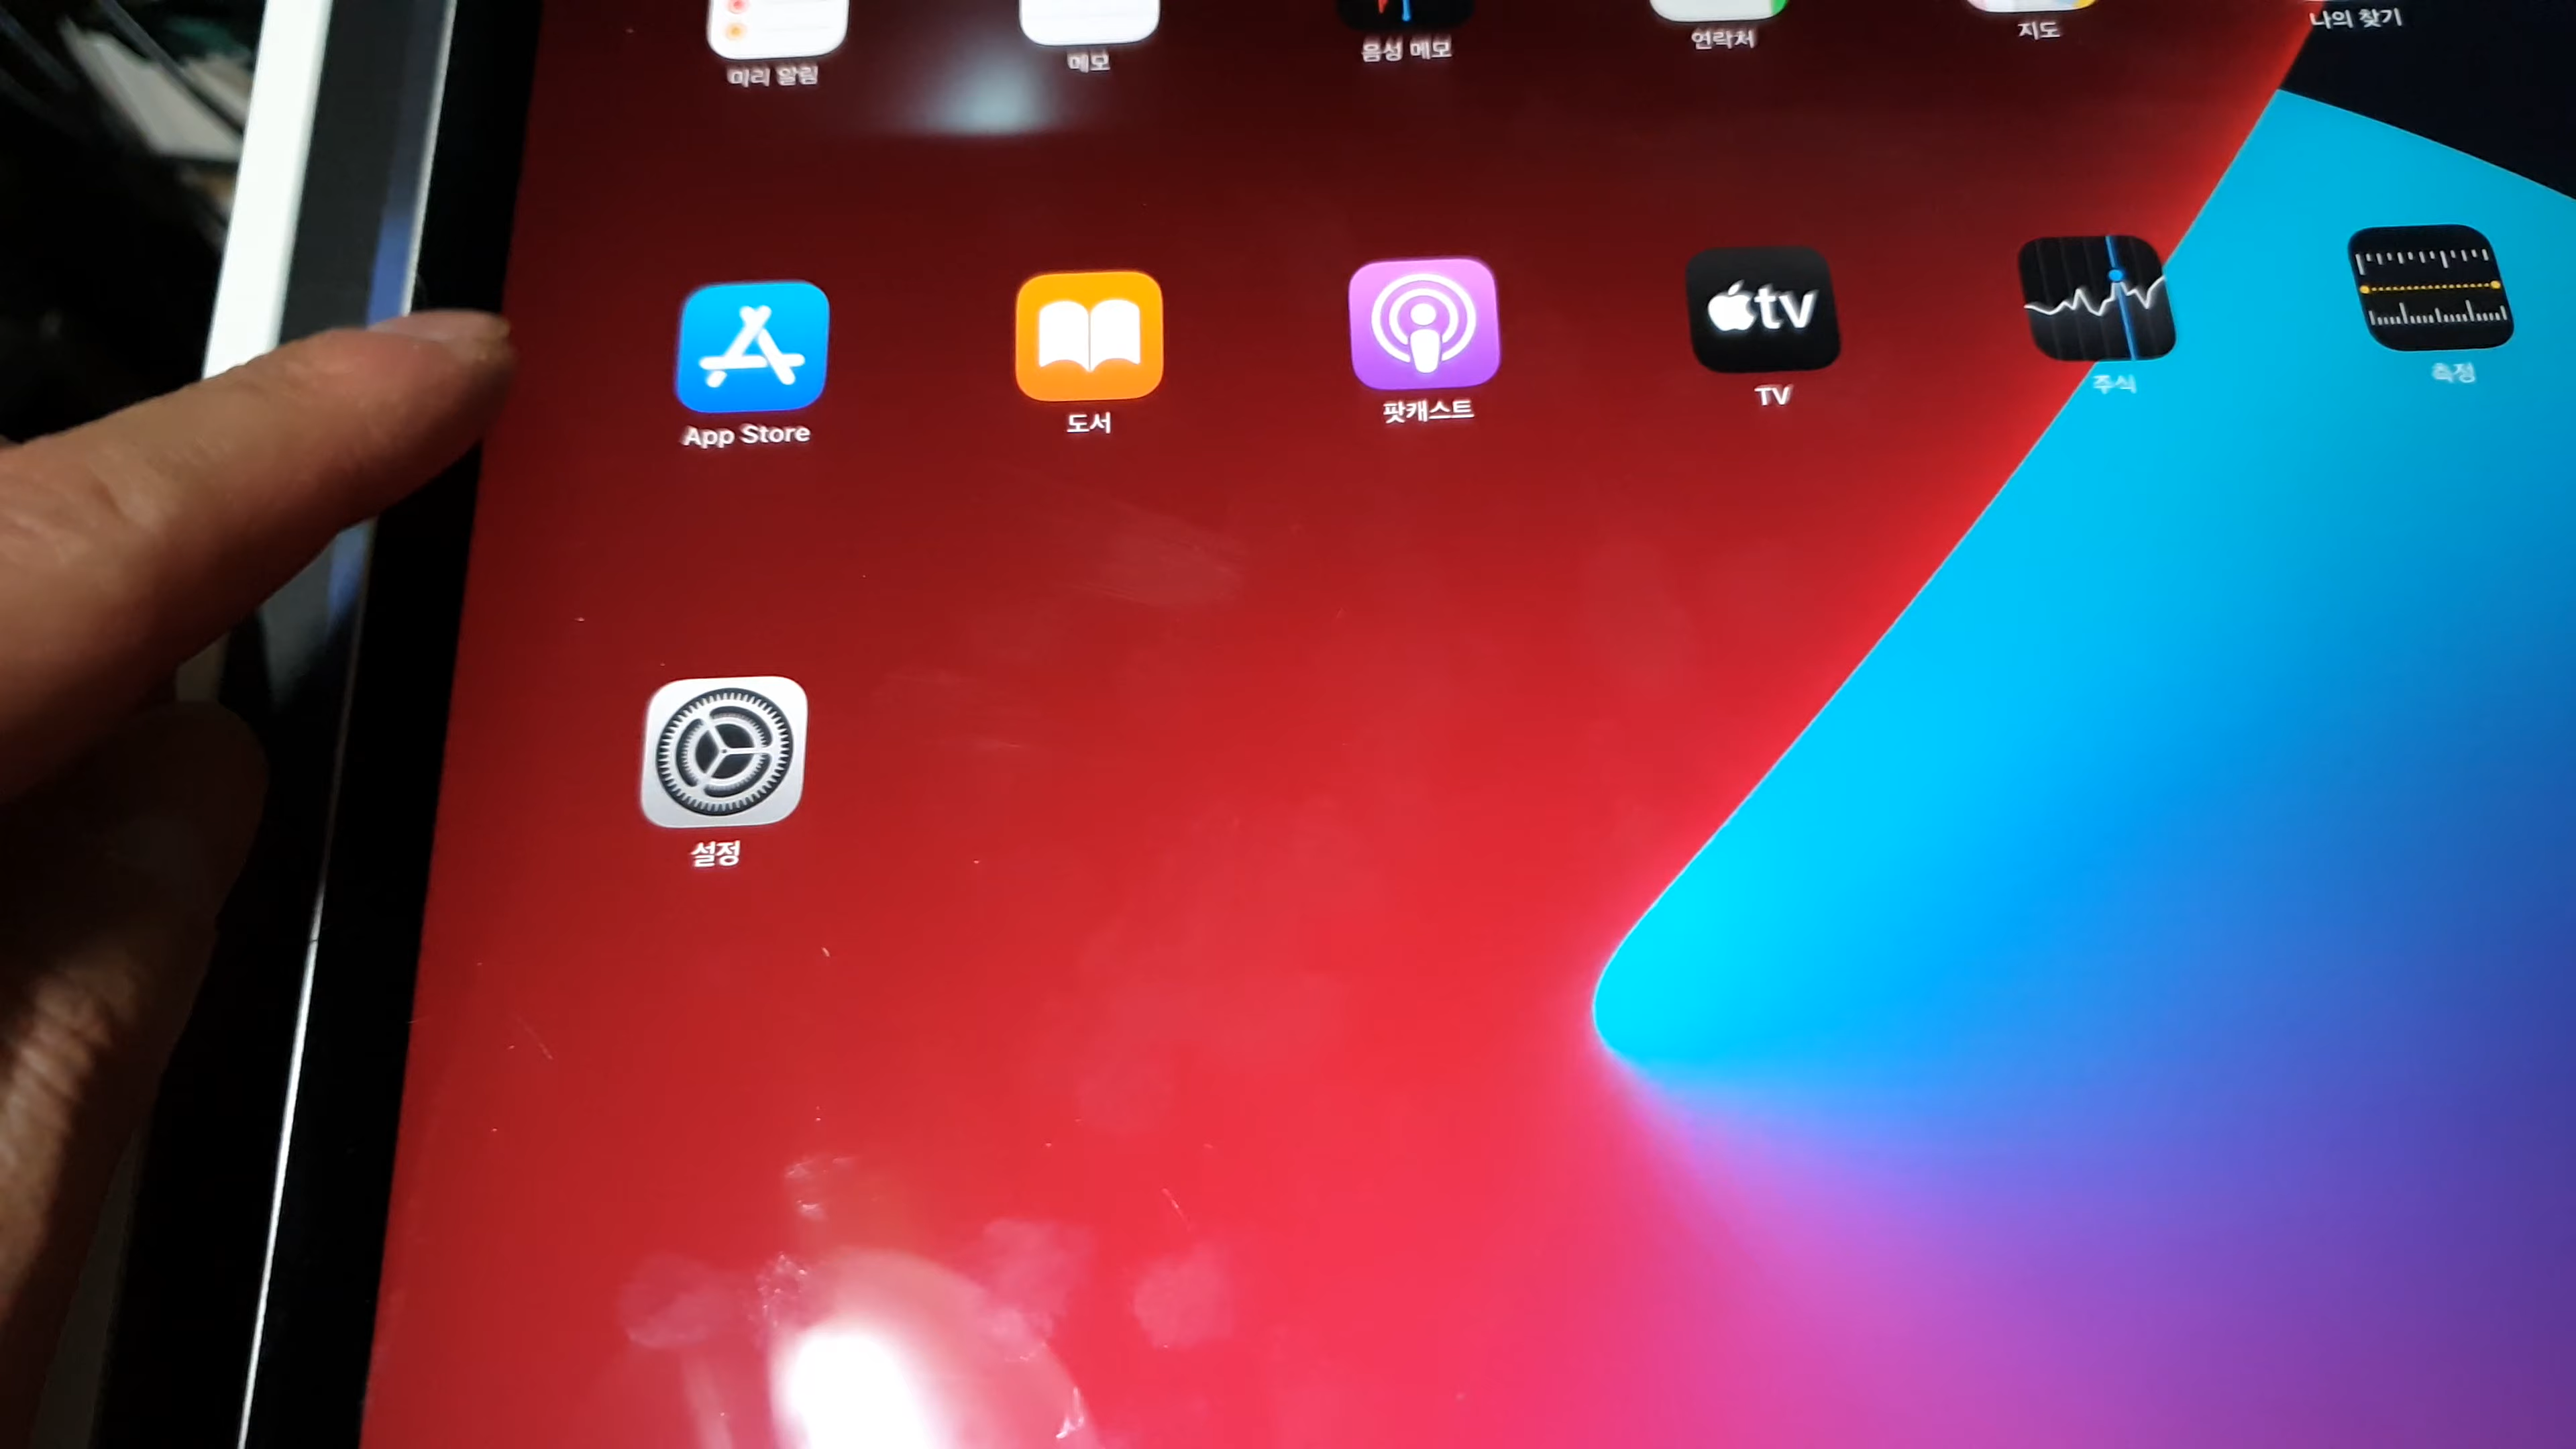 미리 알림
메모
음성 메모
연락처
지도
나의 찾기
tv
App Store
도서
팟캐스트
TV
주식
측정
설정